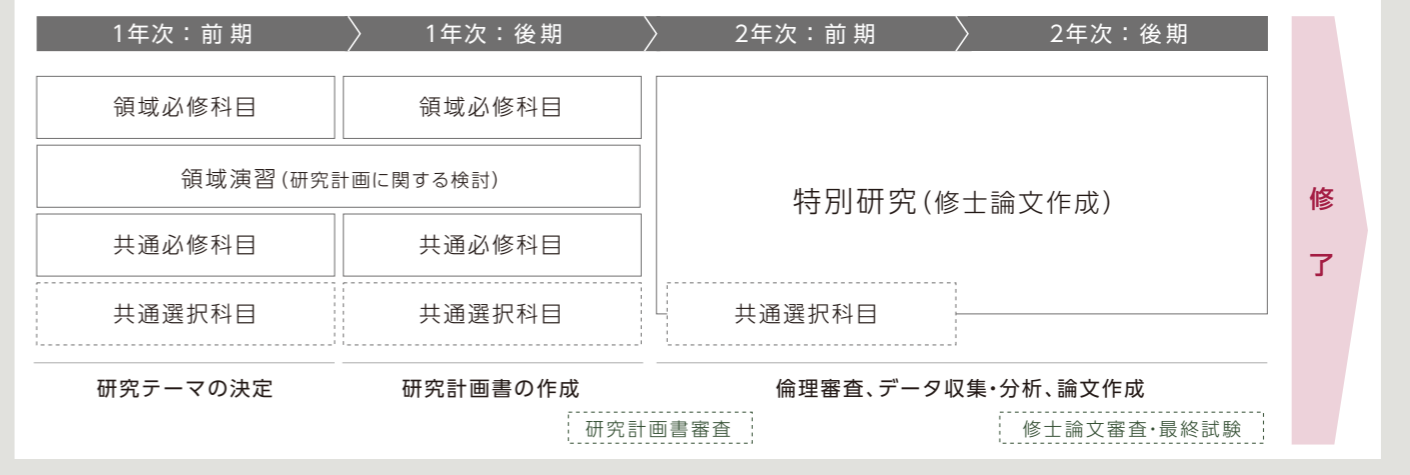 1年次：前期
1年次：後期
2年次：前期
2年次：後期
領域必修科目
領域必修科目
領域演習（研究計画に関する検討）
共通必修科目
共通必修科目
共通選択科目
共通選択科目
特別研究（修士論文作成）
共通選択科目
研究テーマの決定
研究計画書の作成
倫理審査、データ収集・分析、論文作成
研究計画書審査
修士論文審査・最終試験
修了